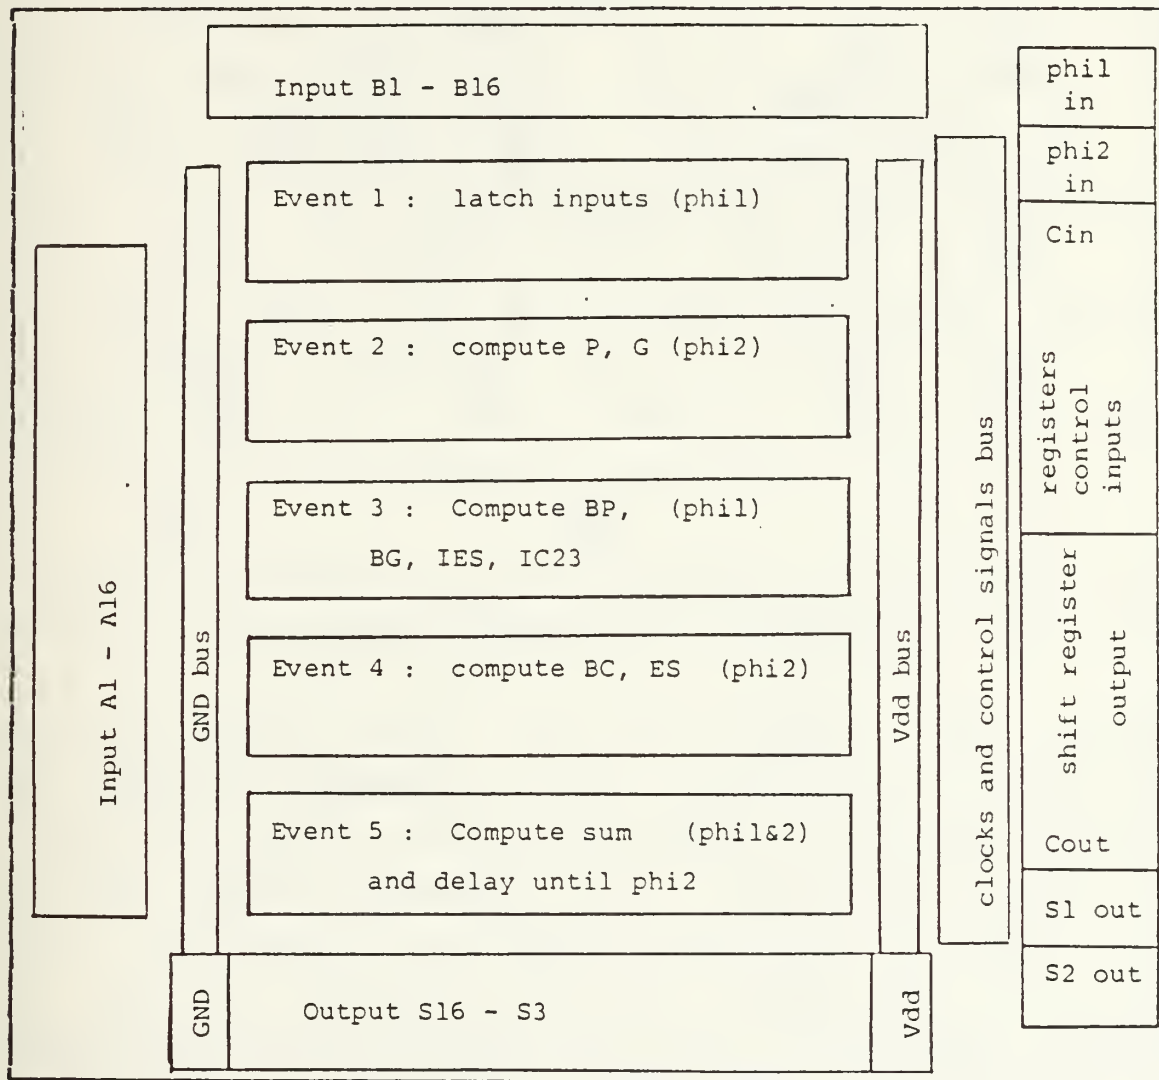 Input B1 - B16
Event 1 : latch inputs (phi1)
Event 2 : compute P, G (phi2)
Event 3 : Compute BP, (phi1)
BG, IES, IC23
Event 4 : compute BC, ES (phi2)
Event 5 : Compute sum (phi1&2)
and delay until phi2
Input A1 - A16
GND bus
Vdd bus
clocks and control signals bus
phi1
in
phi2
in
Cin
registers
control
inputs
shift register
output
Cout
S1 out
S2 out
GND
Output S16 - S3
Vdd